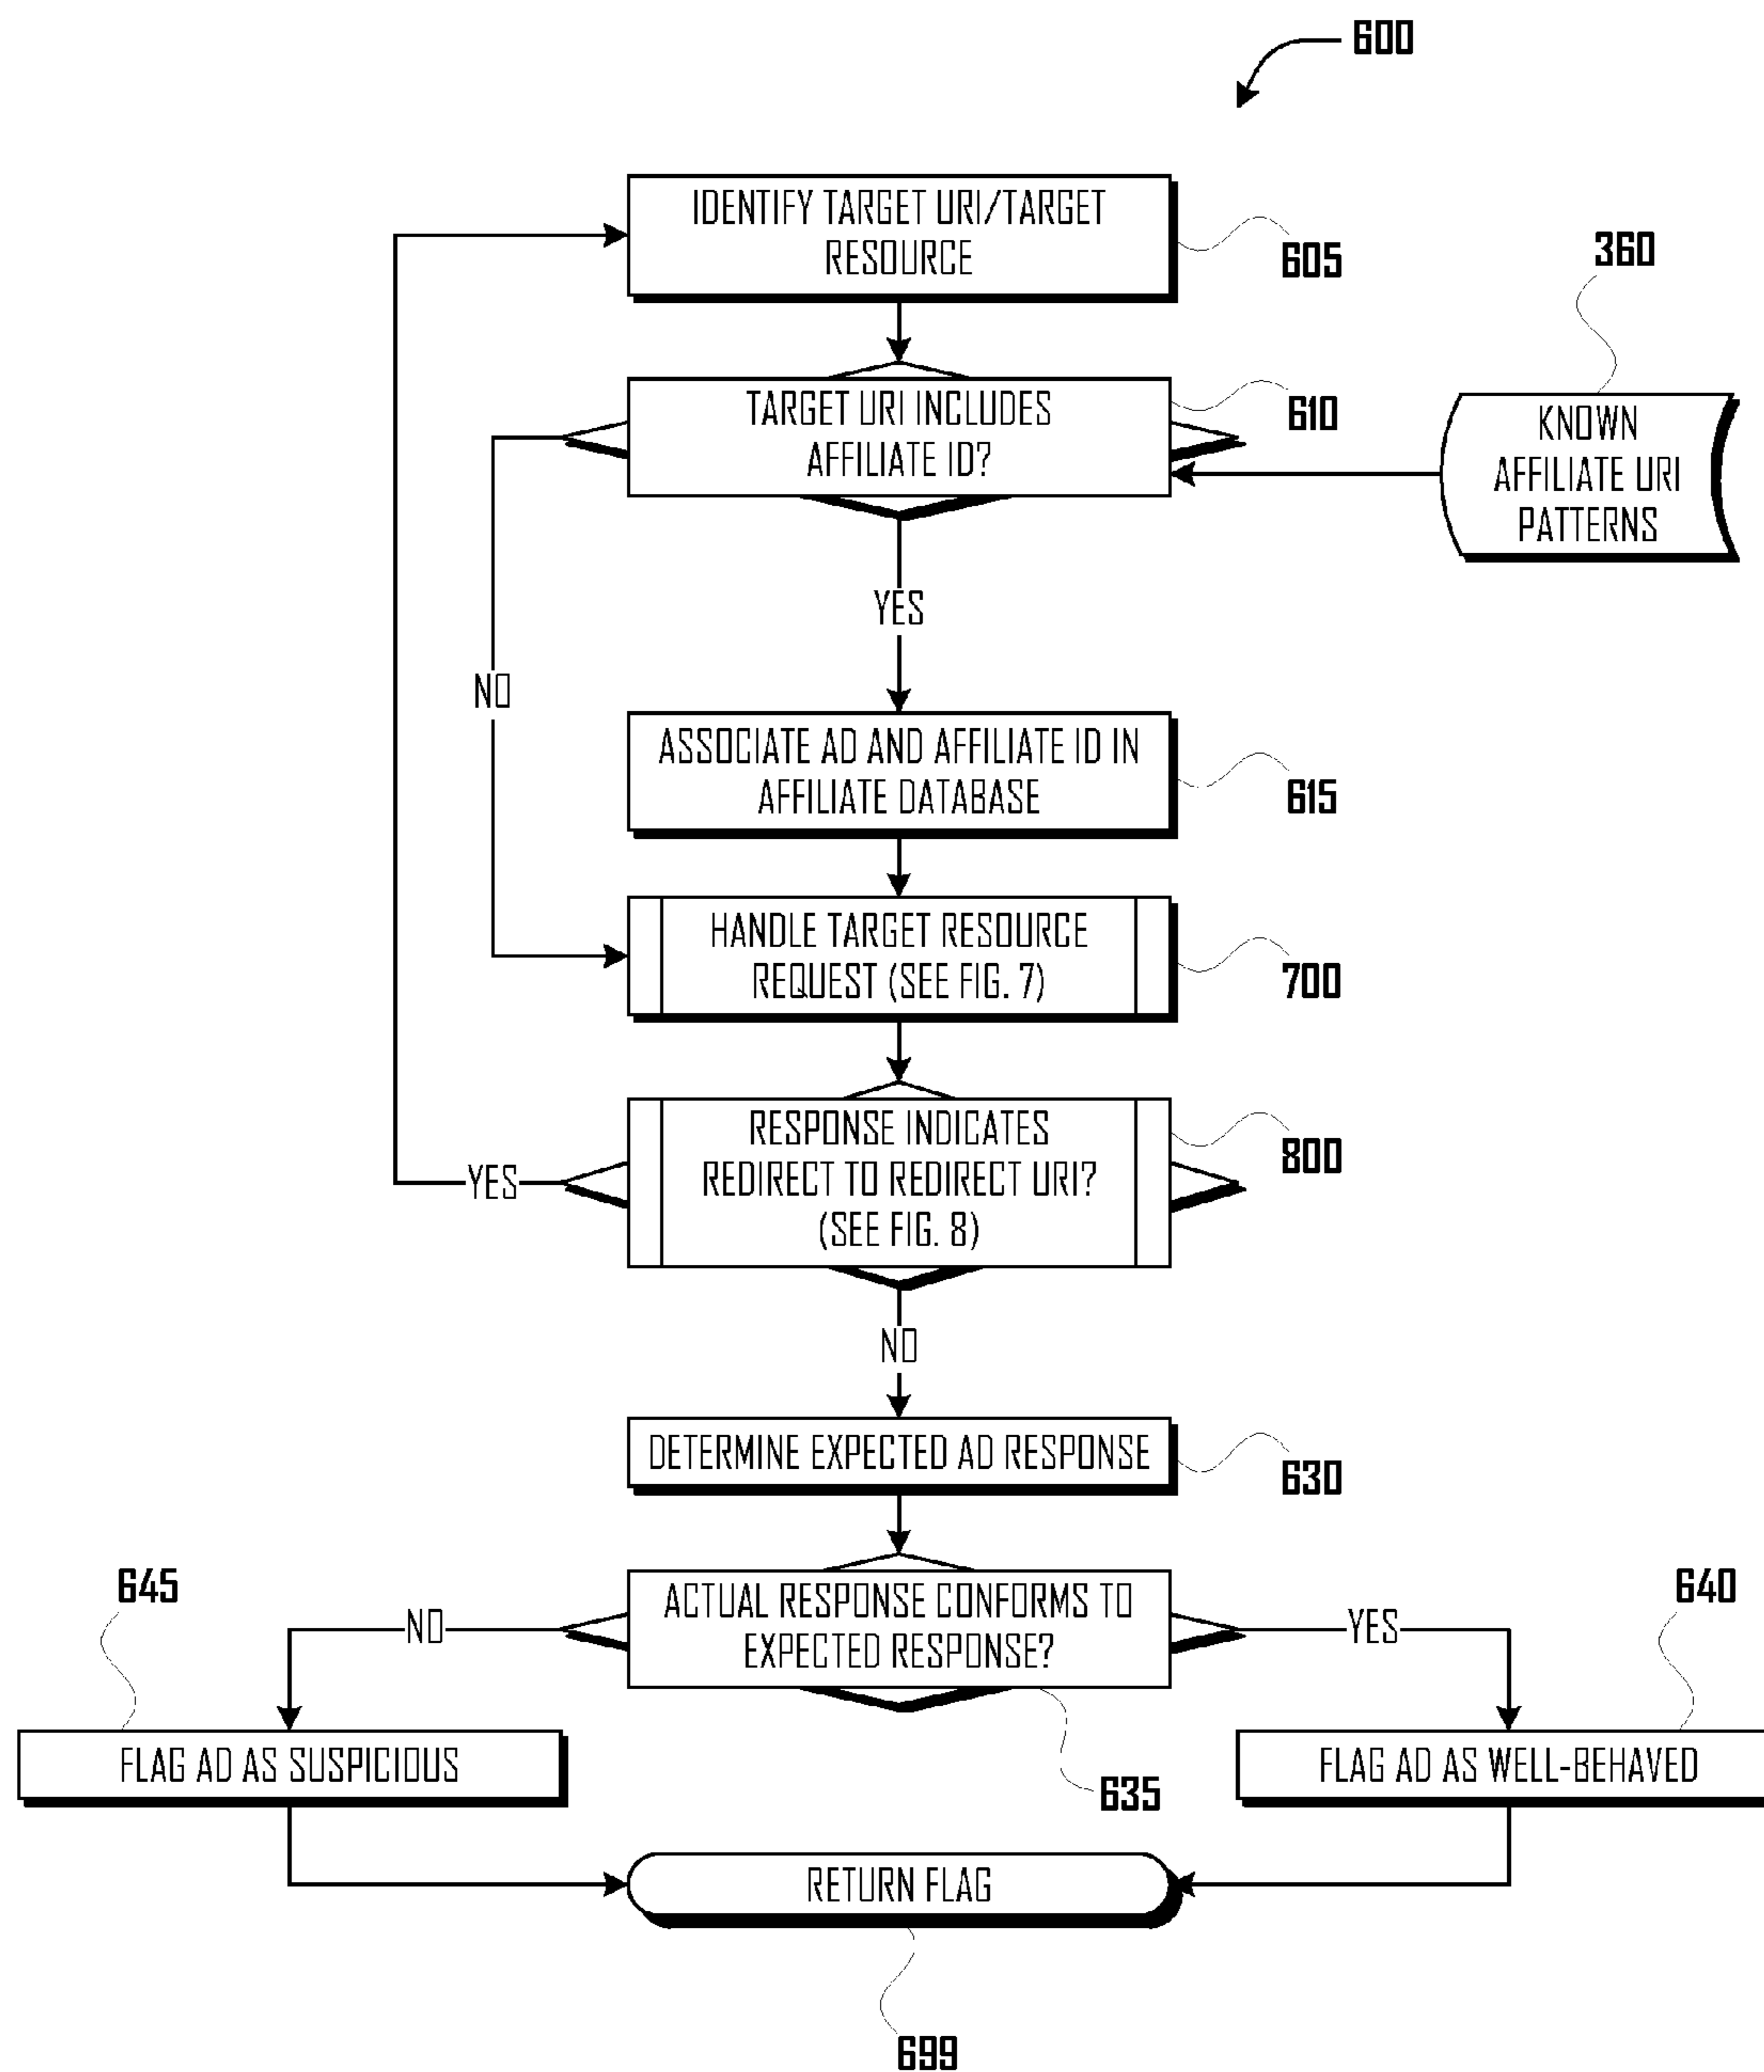 600
IDENTIFY TARGET URI/TARGET
RESOURCE
605
360
TARGET URI INCLUDES
AFFILIATE ID?
610
KNOWN
AFFILIATE URI
PATTERNS
YES
NO
ASSOCIATE AD AND AFFILIATE ID IN
AFFILIATE DATABASE
615
HANDLE TARGET RESOURCE
REQUEST (SEE FIG. 7)
700
RESPONSE INDICATES
REDIRECT TO REDIRECT URI?
(SEE FIG. 8)
800
YES
NO
DETERMINE EXPECTED AD RESPONSE
630
645
ACTUAL RESPONSE CONFORMS TO
EXPECTED RESPONSE?
640
NO
YES
FLAG AD AS SUSPICIOUS
635
FLAG AD AS WELL-BEHAVED
RETURN FLAG
699